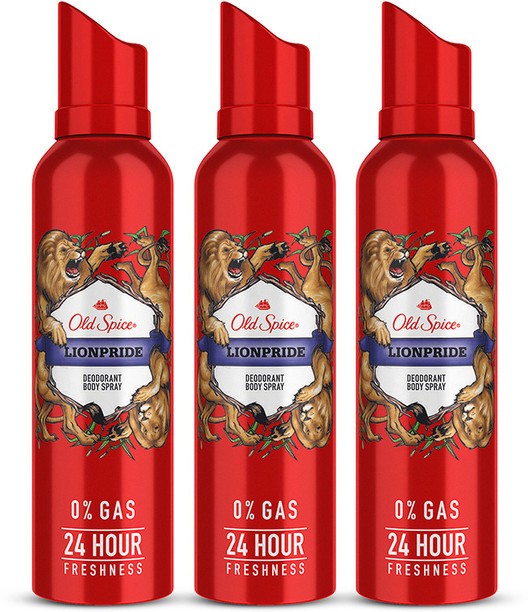 Old Spice®
LIONPRIDE
DEODORANT
BODY SPRAY
0% GAS
24 HOUR
FRESHNESS
Old Spice®
LIONPRIDE
DEODORANT
BODY SPRAY
0% GAS
24 HOUR
FRESHNESS
Old Spice®
LIONPRIDE
DEODORANT
BODY SPRAY
0% GAS
24 HOUR
FRESHNESS